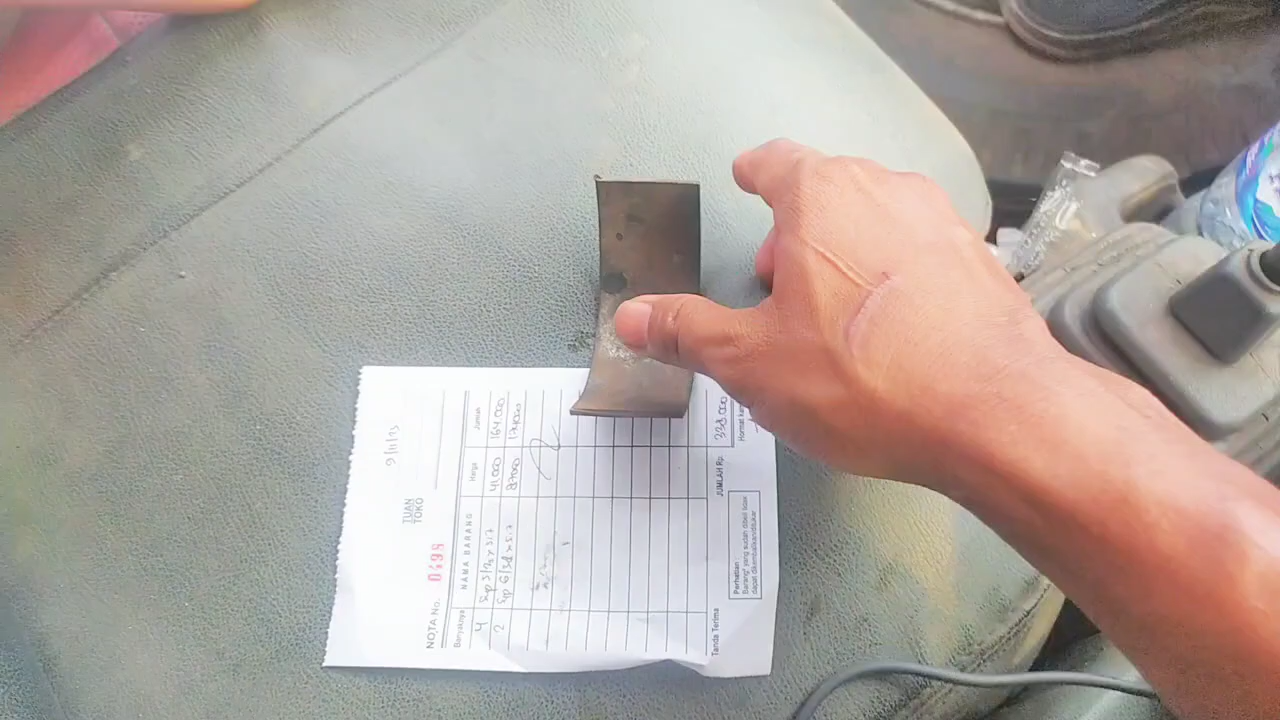 9/11/23
TUAN
TOKO
NOTA No. 0498
Banyaknya NAMA BARANG Harga Jumlah
4 41.000 164.000
2 87.000 174.000
JUMLAH Rp. 338.000
Tanda Terima
Perhatian
Barang² yang sudah dibeli tidak
dapat dikembalikan/ditukar
Hormat kami